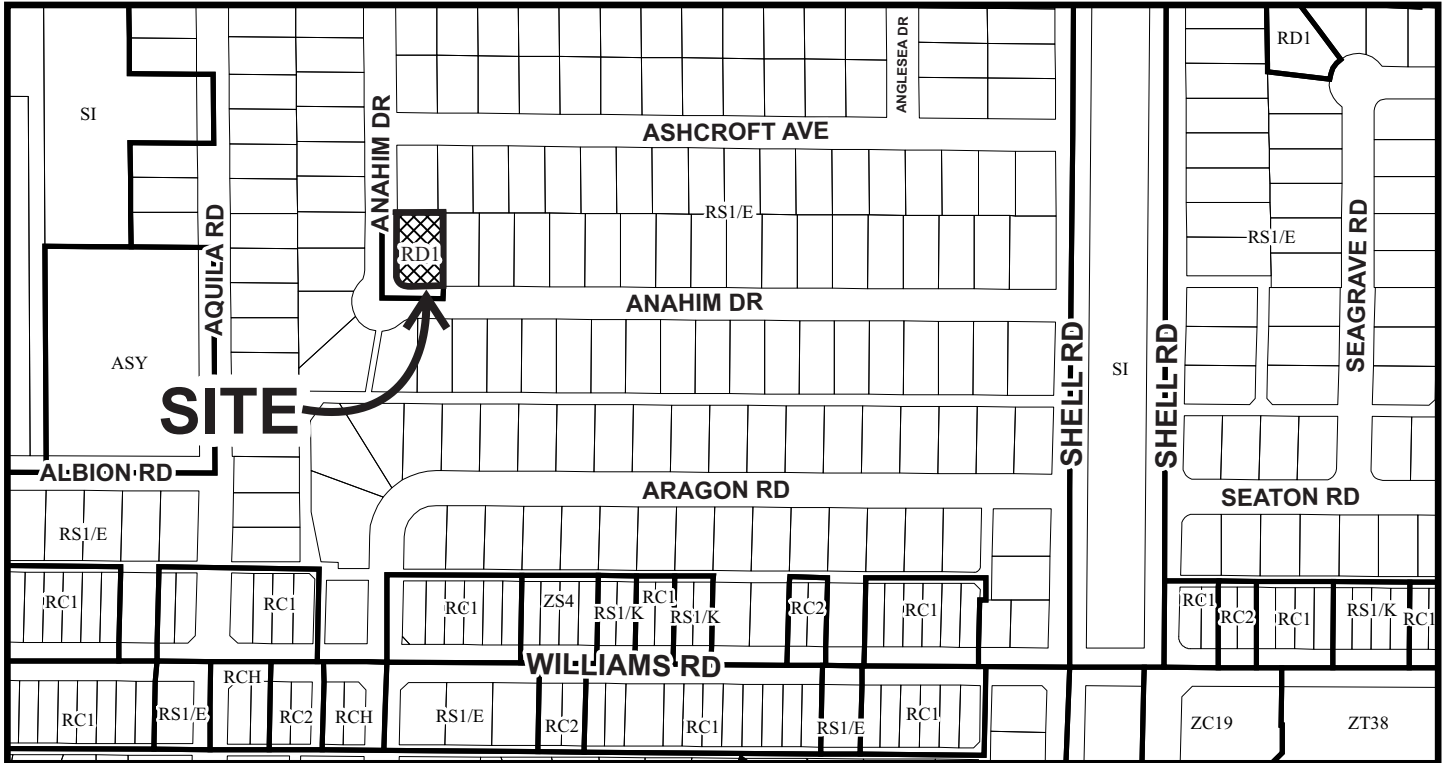 RD1
ANGLESEA DR
SI
ANAHIM DR
ASHCROFT AVE
RS1/E
RS1/E
AQUILA RD
RD1
SEAGRAVE RD
ANAHIM DR
ASY
SHELL RD
SI
SHELL RD
SITE
ALBION RD
ARAGON RD
SEATON RD
RS1/E
RC1
RC1
RC1
ZS4
RS1/K
RC1
RS1/K
RC2
RC1
RC1
RC2
RC1
RS1/K
RC1
WILLIAMS RD
RCH
RC1
RS1/E
RC2
RCH
RS1/E
RC2
RC1
RS1/E
RC1
ZC19
ZT38